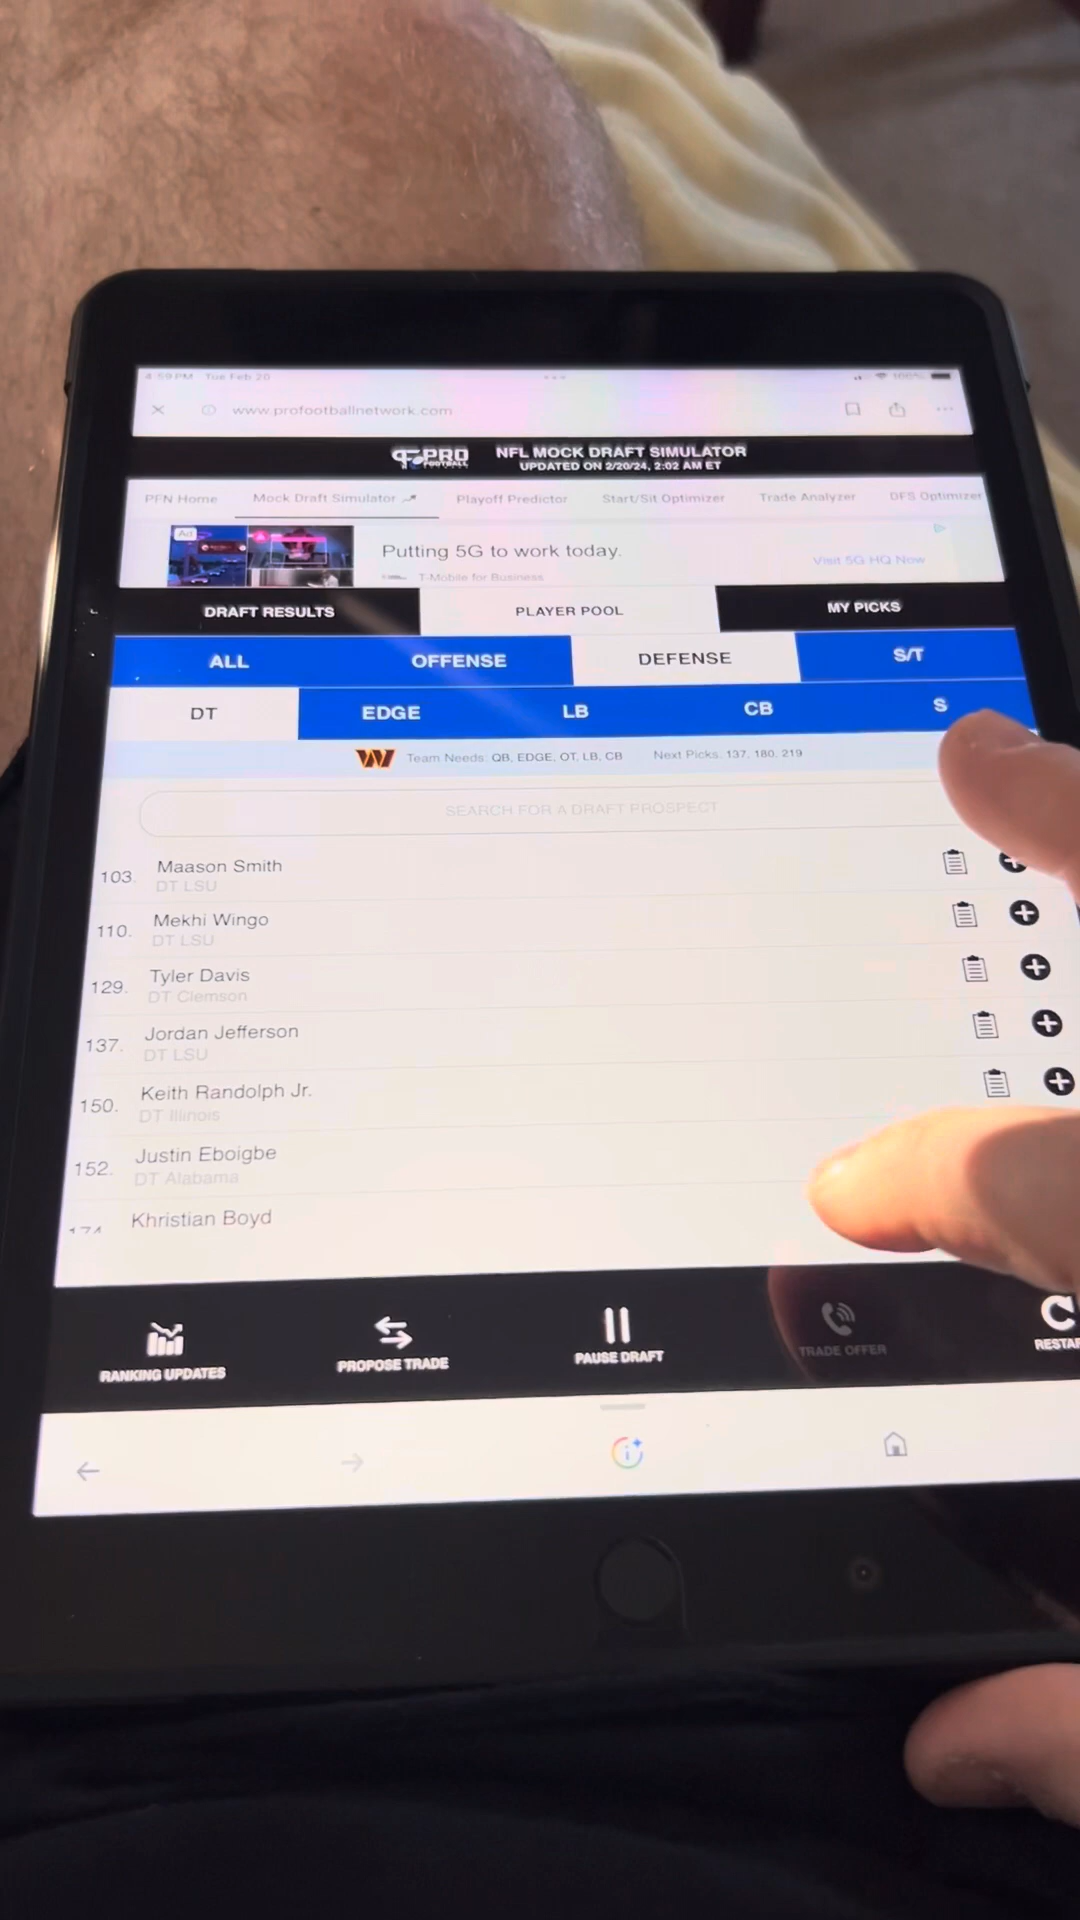 4:59 PM Tue Feb 20 100%
www.profootballnetwork.com
PRO FOOTBALL NFL MOCK DRAFT SIMULATOR
UPDATED ON 2/20/24, 2:02 AM ET
PFN Home Mock Draft Simulator Playoff Predictor Start/Sit Optimizer Trade Analyzer DFS Optimizer
Ad
Putting 5G to work today.
T-Mobile for Business
Visit 5G HQ Now
DRAFT RESULTS PLAYER POOL MY PICKS
ALL OFFENSE DEFENSE S/T
DT EDGE LB CB S
W Team Needs: QB, EDGE, OT, LB, CB Next Picks: 137, 180, 219
SEARCH FOR A DRAFT PROSPECT
103. Maason Smith
DT LSU
110. Mekhi Wingo
DT LSU
129. Tyler Davis
DT Clemson
137. Jordan Jefferson
DT LSU
150. Keith Randolph Jr.
DT Illinois
152. Justin Eboigbe
DT Alabama
174 Khristian Boyd
RANKING UPDATES PROPOSE TRADE PAUSE DRAFT TRADE OFFER RESTAR